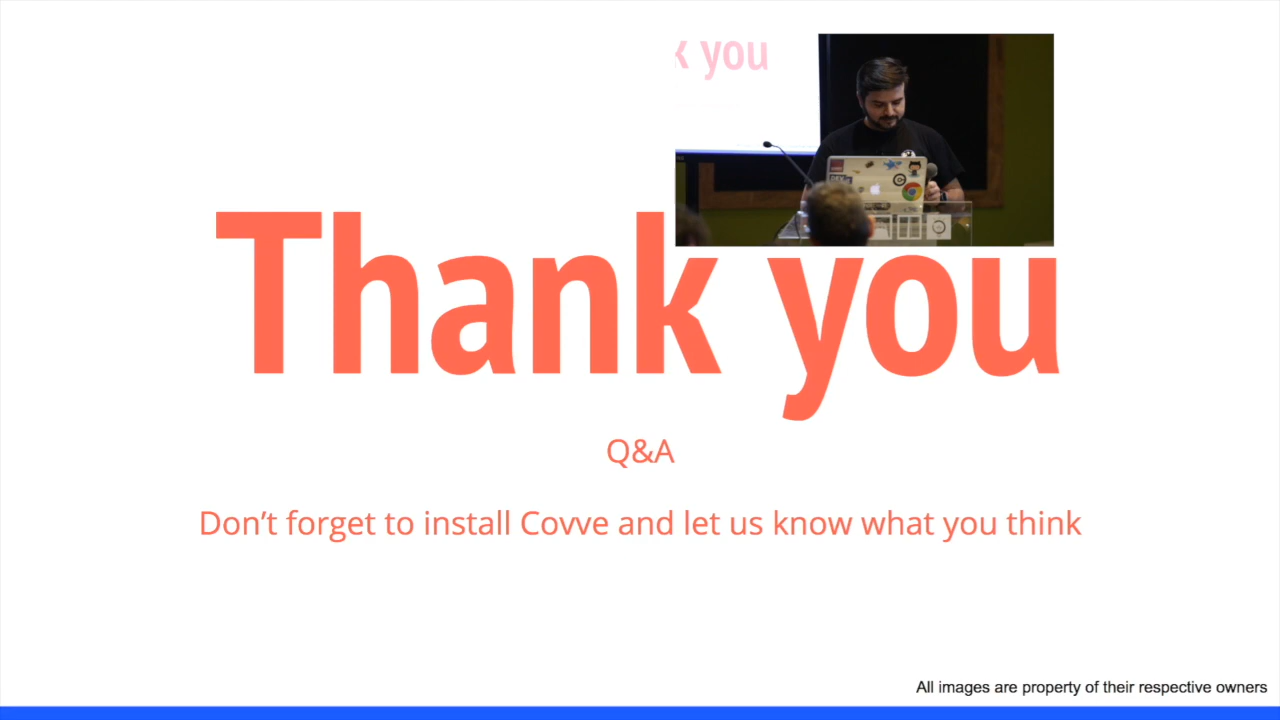 k you
Thank you
Q&A
Don't forget to install Covve and let us know what you think
All images are property of their respective owners